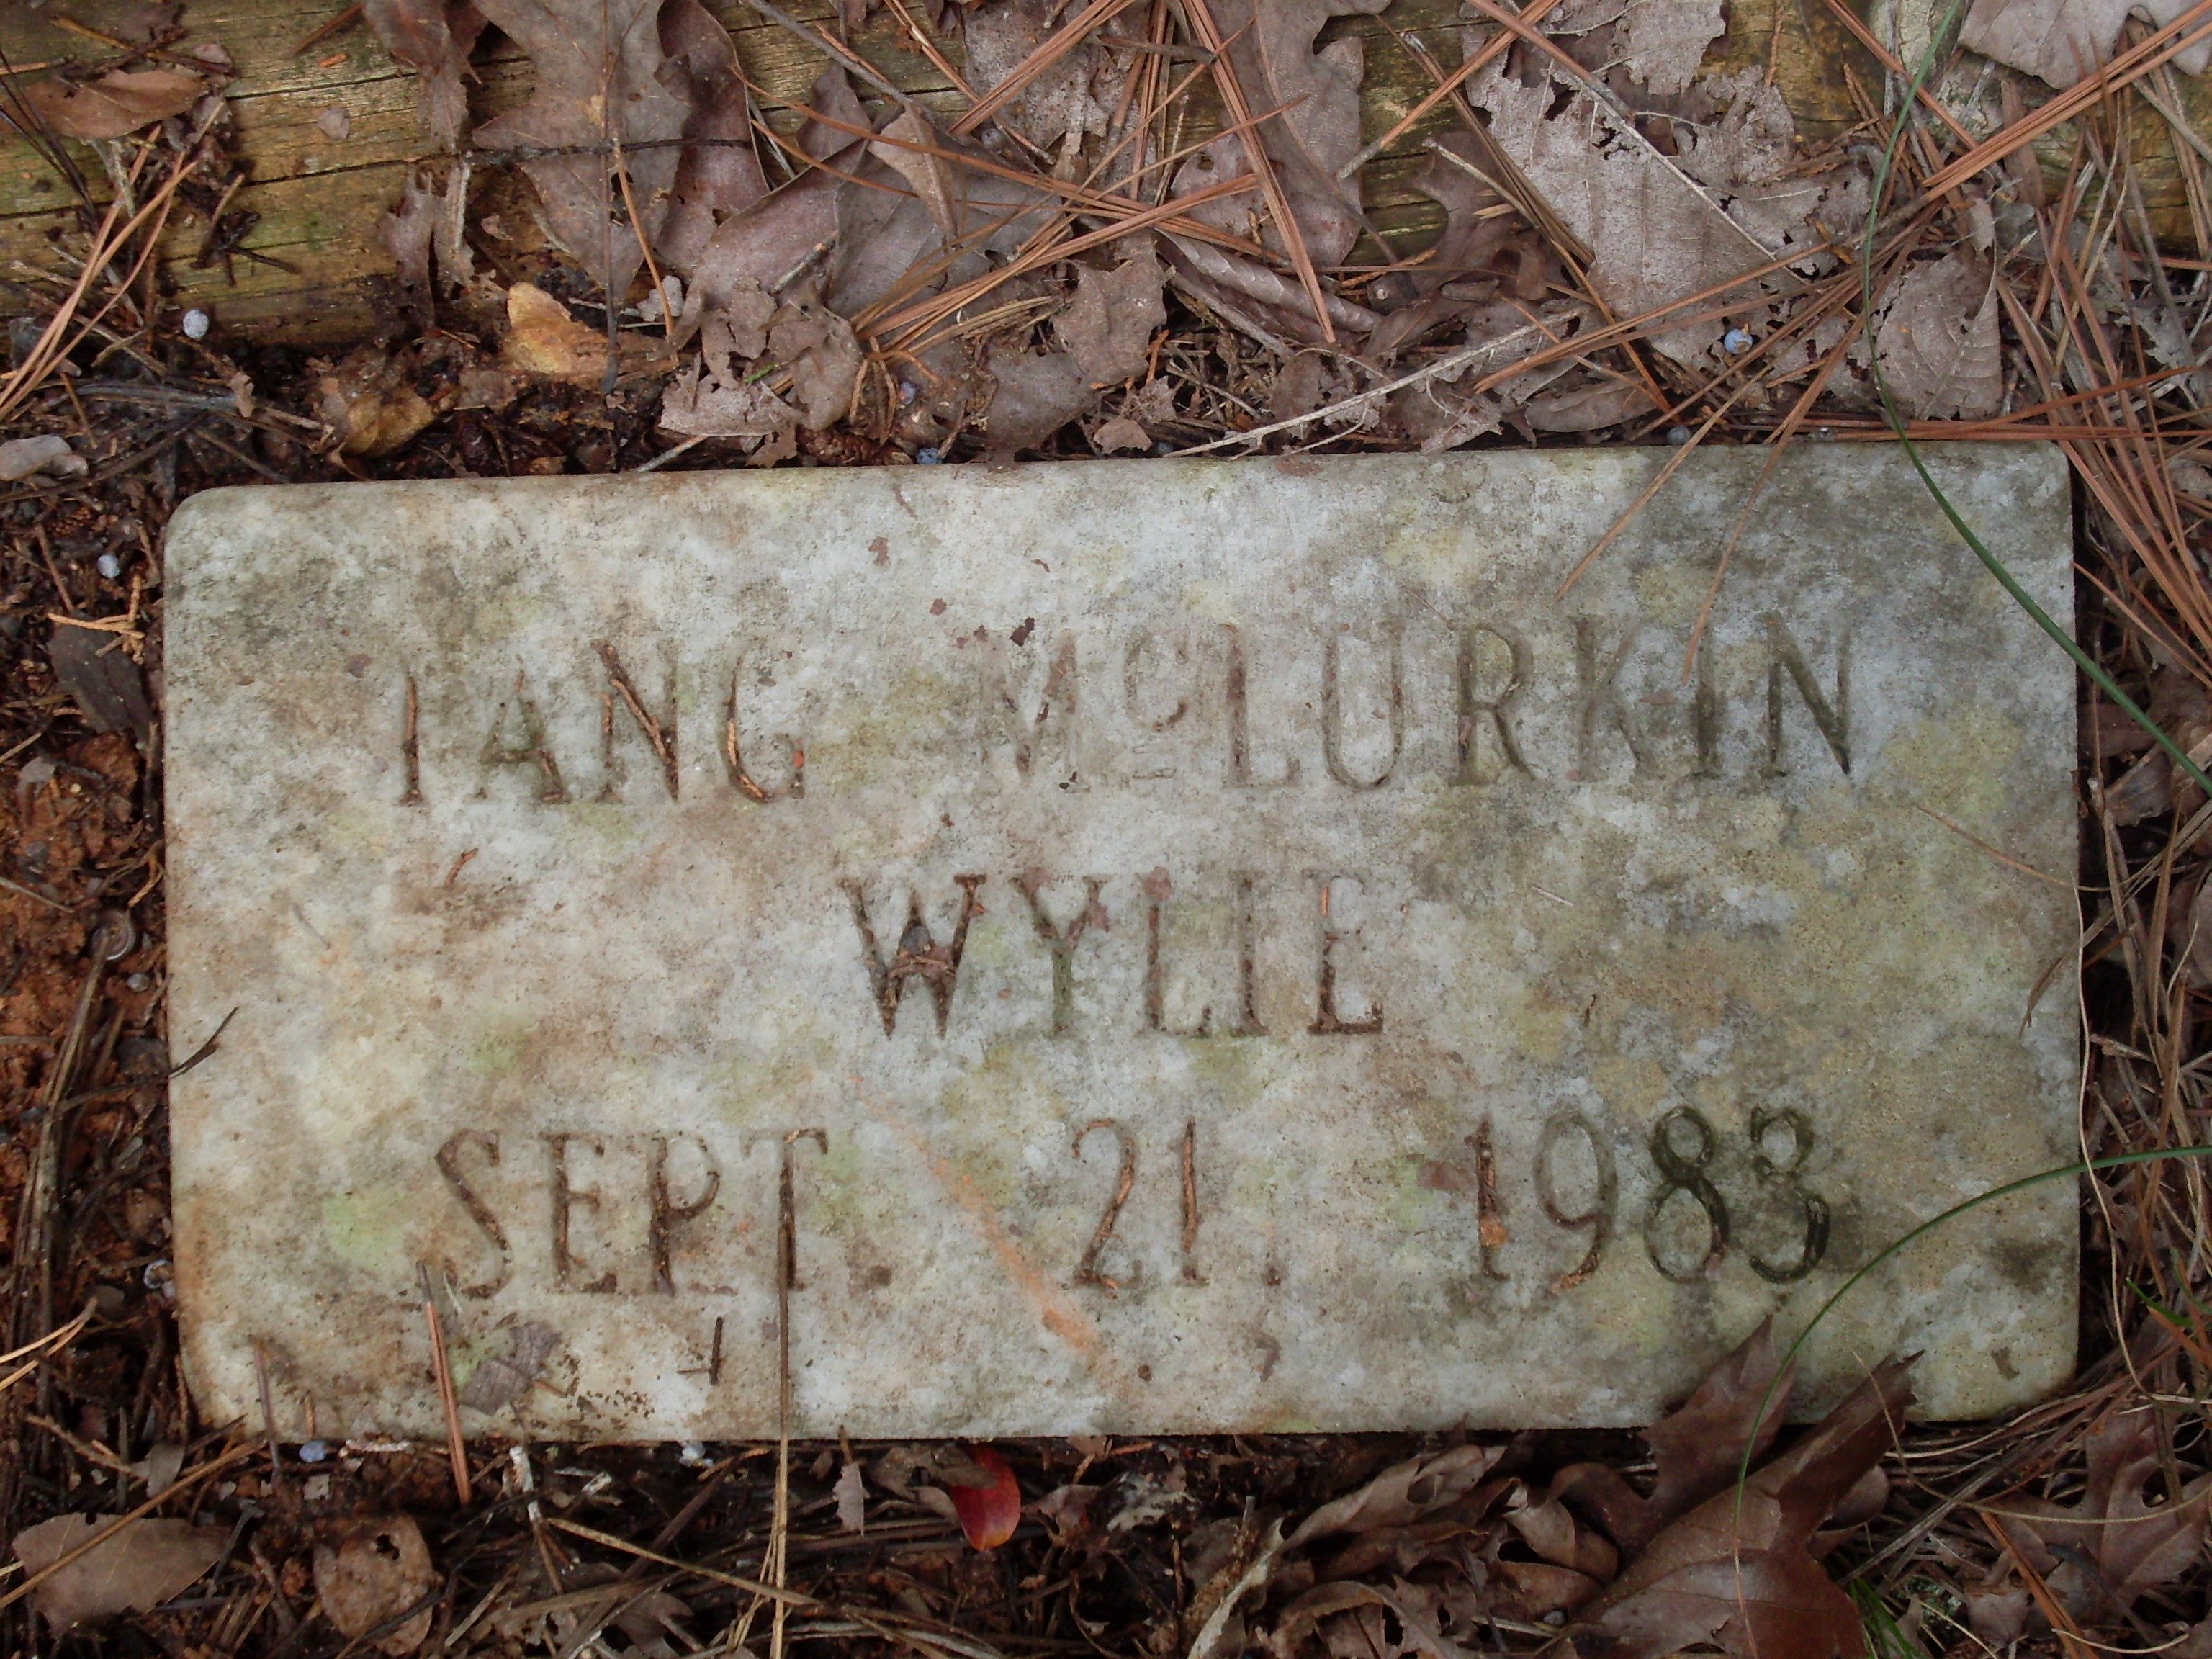 IANG McLURKIN
WYLIE
SEPT. 21, 1983